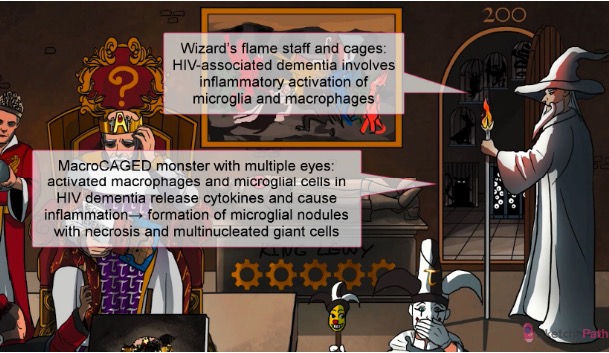 200
Wizard's flame staff and cages:
HIV-associated dementia involves
inflammatory activation of
microglia and macrophages
?
MacroCAGED monster with multiple eyes:
activated macrophages and microglial cells in
HIV dementia release cytokines and cause
inflammation→ formation of microglial nodules
with necrosis and multinucleated giant cells
KING LEWY